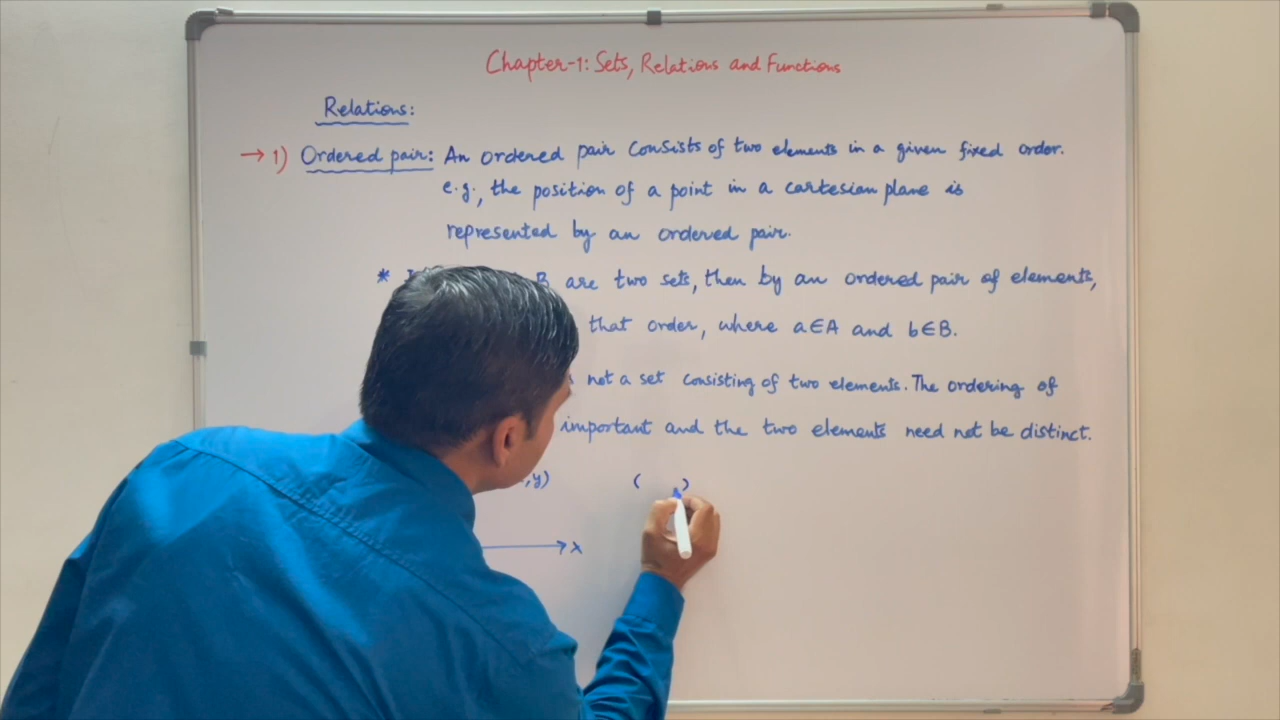 Chapter-1: Sets, Relations and Functions
Relations:
→ 1) Ordered pair: An ordered pair consists of two elements in a given fixed order.
e.g., the position of a point in a cartesian plane is
represented by an ordered pair.
* B are two sets, then by an ordered pair of elements,
that order, where a∈A and b∈B.
not a set consisting of two elements. The ordering of
important and the two elements need not be distinct.
,y) ( )
X